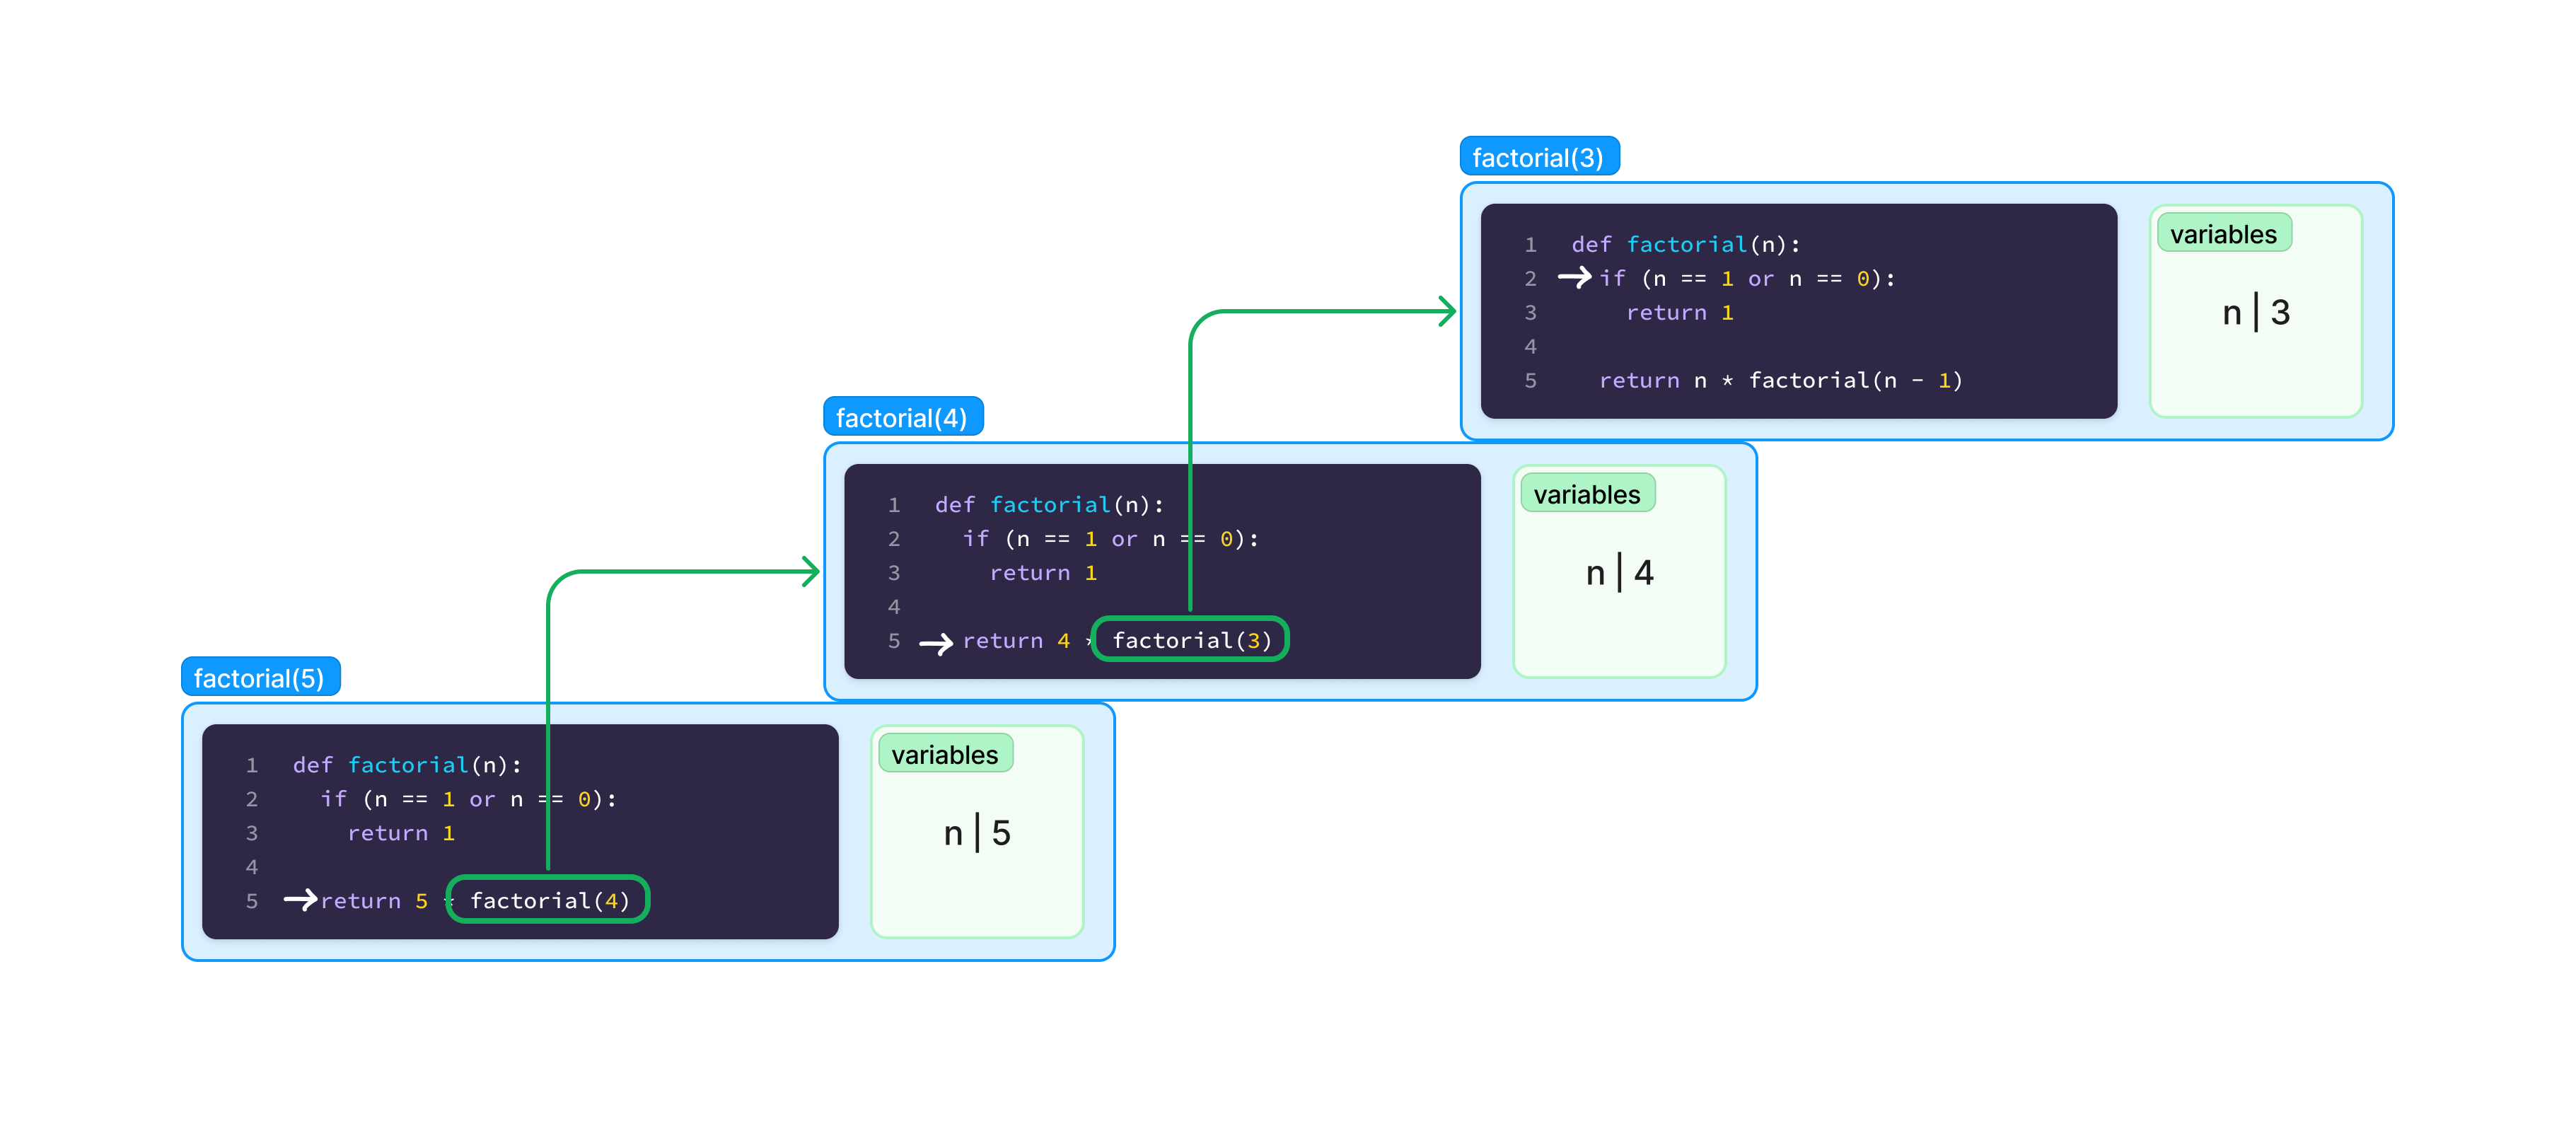 factorial(3)
1 def factorial(n):
2 if (n == 1 or n == 0):
3 return 1
4
5 return n * factorial(n - 1)
variables
n | 3
factorial(4)
1 def factorial(n):
2 if (n == 1 or n == 0):
3 return 1
4
5 return 4 * factorial(3)
variables
n | 4
factorial(5)
1 def factorial(n):
2 if (n == 1 or n == 0):
3 return 1
4
5 return 5 * factorial(4)
variables
n | 5